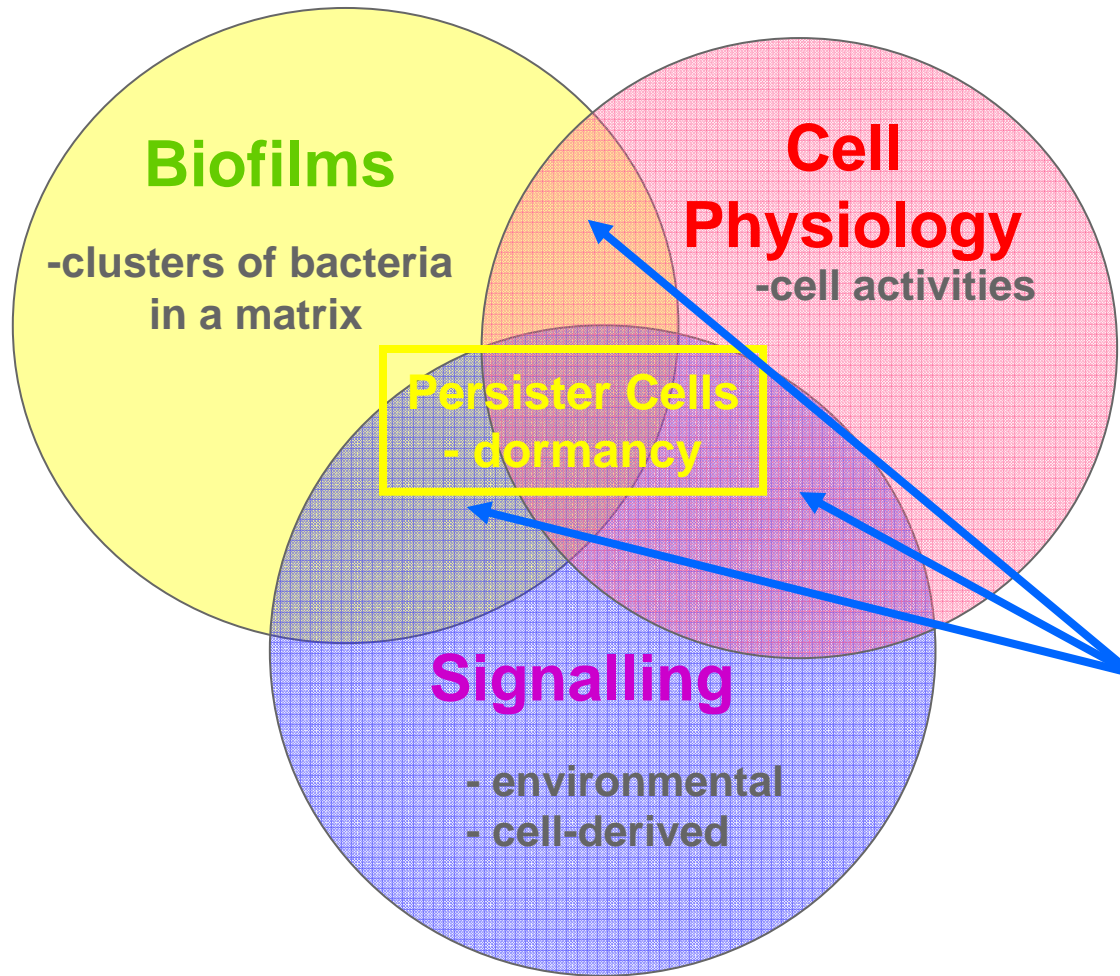 Biofilms
-clusters of bacteria
in a matrix
Cell
Physiology
-cell activities
Persister Cells
- dormancy
Signalling
- environmental
- cell-derived